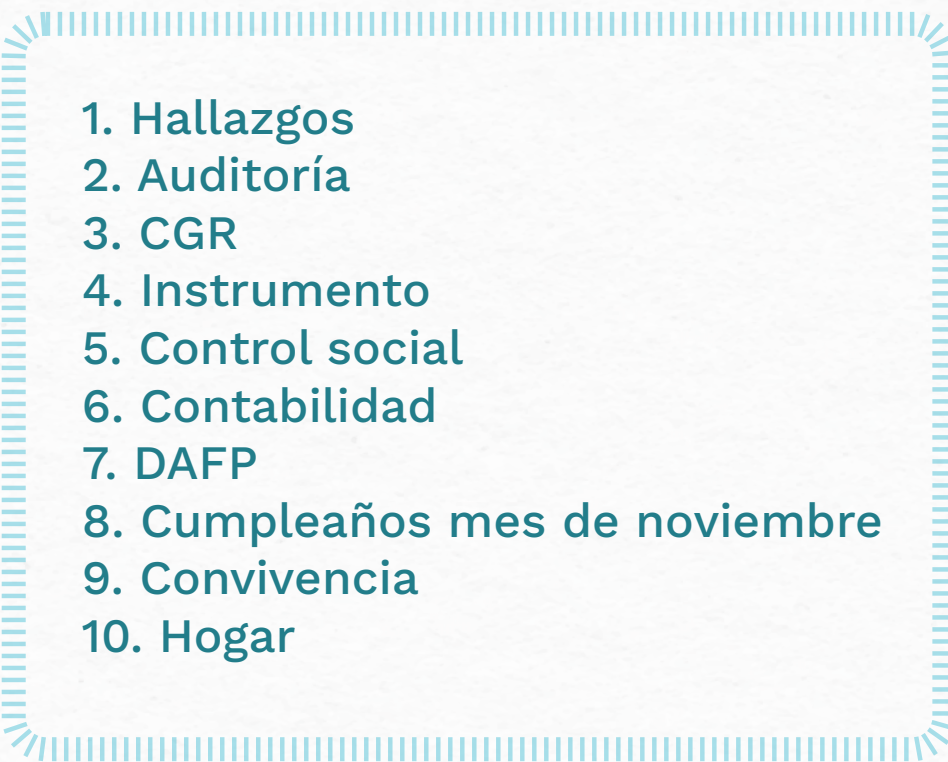 1. Hallazgos
2. Auditoría
3. CGR
4. Instrumento
5. Control social
6. Contabilidad
7. DAFP
8. Cumpleaños mes de noviembre
9. Convivencia
10. Hogar